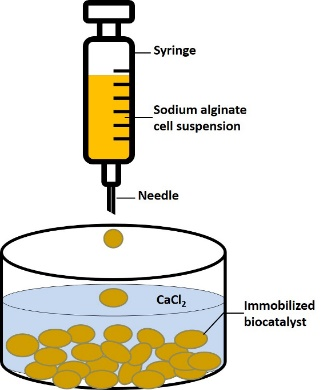 Syringe
Sodium alginate
cell suspension
Needle
CaCl₂
Immobilized
biocatalyst